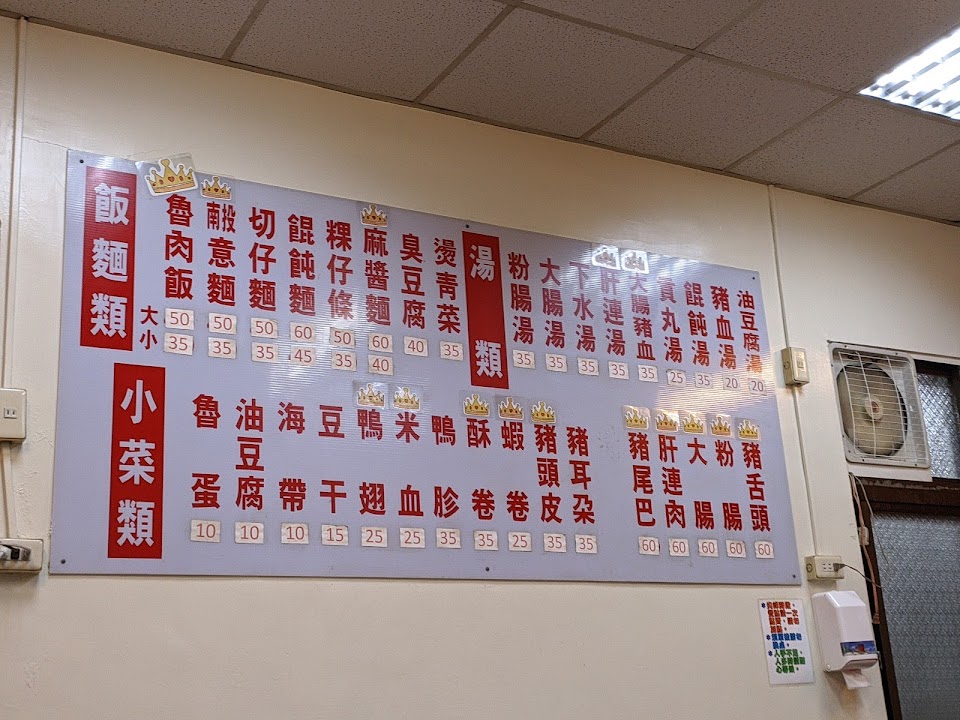 飯麵類
大
小
魯肉飯
50
35
南投意麵
50
35
切仔麵
50
35
餛飩麵
60
45
粿仔條
50
35
麻醬麵
60
40
臭豆腐
40
燙青菜
35
湯類
粉腸湯
35
大腸湯
35
下水湯
35
肝連湯
35
大腸豬血
35
貢丸湯
25
餛飩湯
35
豬血湯
20
油豆腐湯
20
小菜類
魯蛋
10
油豆腐
10
海帶
10
豆干
15
鴨翅
25
米血
25
鴨胗
35
酥卷
35
蝦卷
25
豬頭皮
35
豬耳朵
35
豬尾巴
60
肝連肉
60
大腸
60
粉腸
60
豬舌頭
60